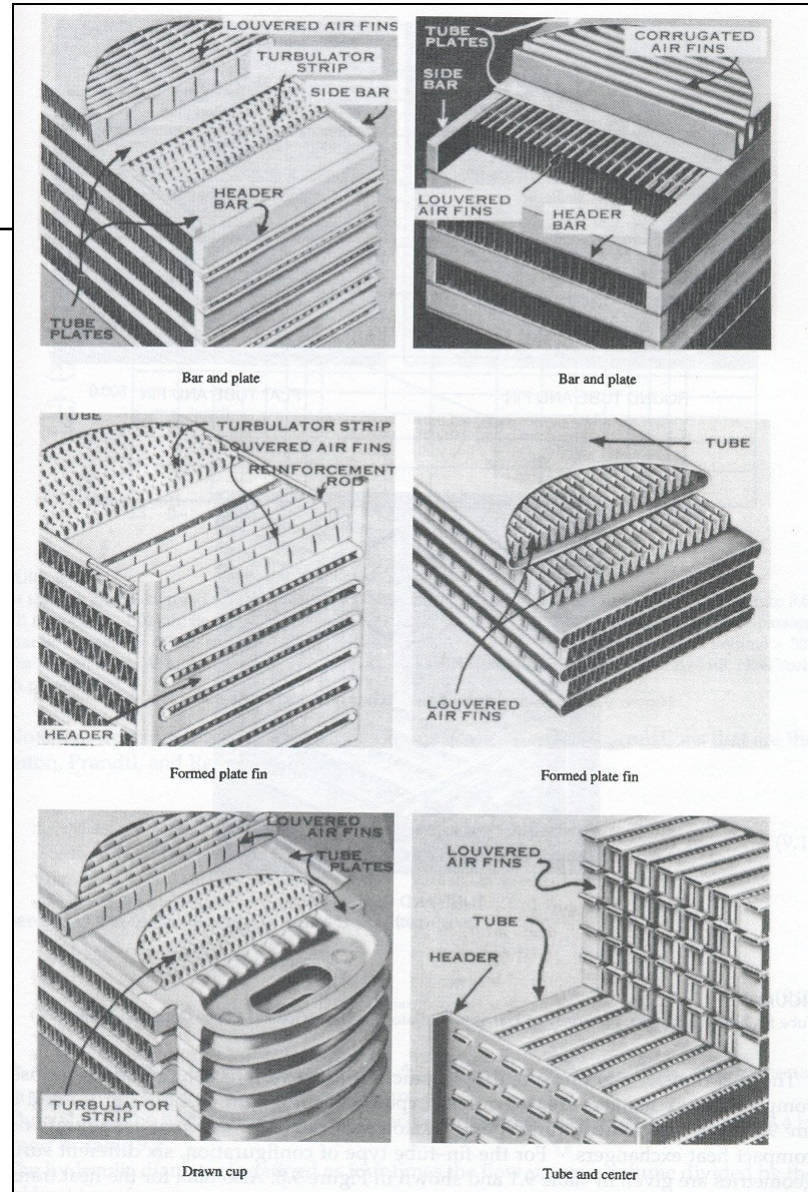 LOUVERED AIR FINS
TURBULATOR
STRIP
SIDE BAR
HEADER
BAR
TUBE
PLATES
Bar and plate
TUBE
PLATES
CORRUGATED
AIR FINS
SIDE
BAR
LOUVERED
AIR FINS
HEADER
BAR
Bar and plate
TUBE
TURBULATOR STRIP
LOUVERED AIR FINS
REINFORCEMENT
ROD
HEADER
Formed plate fin
TUBE
LOUVERED
AIR FINS
Formed plate fin
LOUVERED
AIR FINS
TUBE
PLATES
TURBULATOR
STRIP
Drawn cup
LOUVERED
AIR FINS
TUBE
HEADER
Tube and center